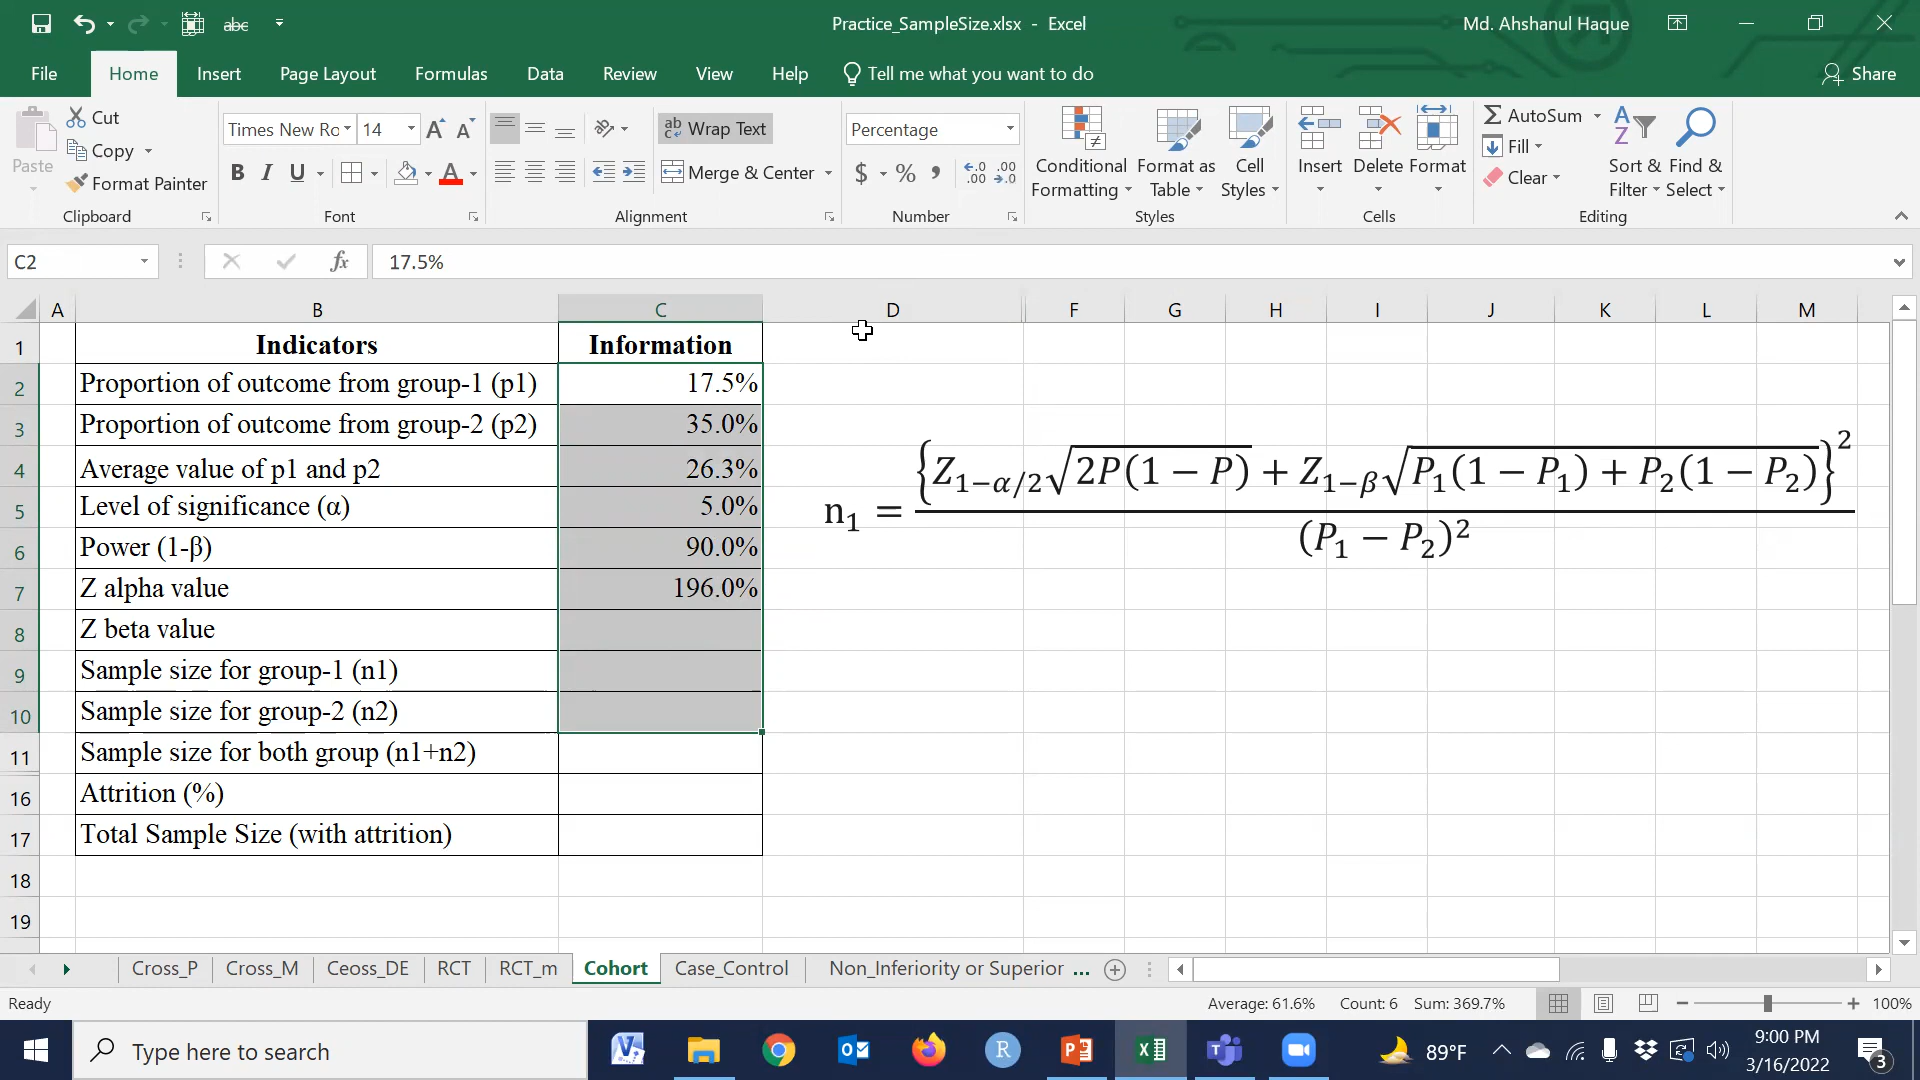 Practice_SampleSize.xlsx - Excel
Md. Ahshanul Haque
abc
File Home Insert Page Layout Formulas Data Review View Help Tell me what you want to do
Share
Paste
Cut
Copy
Format Painter
Clipboard
Times New Ro 14
B I U
Font
Wrap Text
Merge & Center
Alignment
Percentage
$ % ,
Number
Conditional Formatting
Format as Table
Cell Styles
Styles
Insert Delete Format
Cells
AutoSum
Fill
Clear
Sort & Filter
Find & Select
Editing
C2
fx
17.5%
A B C D F G H I J K L M
1 Indicators Information
2 Proportion of outcome from group-1 (p1) 17.5%
3 Proportion of outcome from group-2 (p2) 35.0%
4 Average value of p1 and p2 26.3%
5 Level of significance (α) 5.0%
6 Power (1-β) 90.0%
7 Z alpha value 196.0%
8 Z beta value
9 Sample size for group-1 (n1)
10 Sample size for group-2 (n2)
11 Sample size for both group (n1+n2)
16 Attrition (%)
17 Total Sample Size (with attrition)
18
19
n₁ = {Z₁₋α/₂√2P(1 − P) + Z₁₋β√P₁(1 − P₁) + P₂(1 − P₂)}²
(P₁ − P₂)²
Cross_P Cross_M Ceoss_DE RCT RCT_m Cohort Case_Control Non_Inferiority or Superior ...
Ready
Average: 61.6% Count: 6 Sum: 369.7%
100%
Type here to search
89°F
9:00 PM
3/16/2022
3